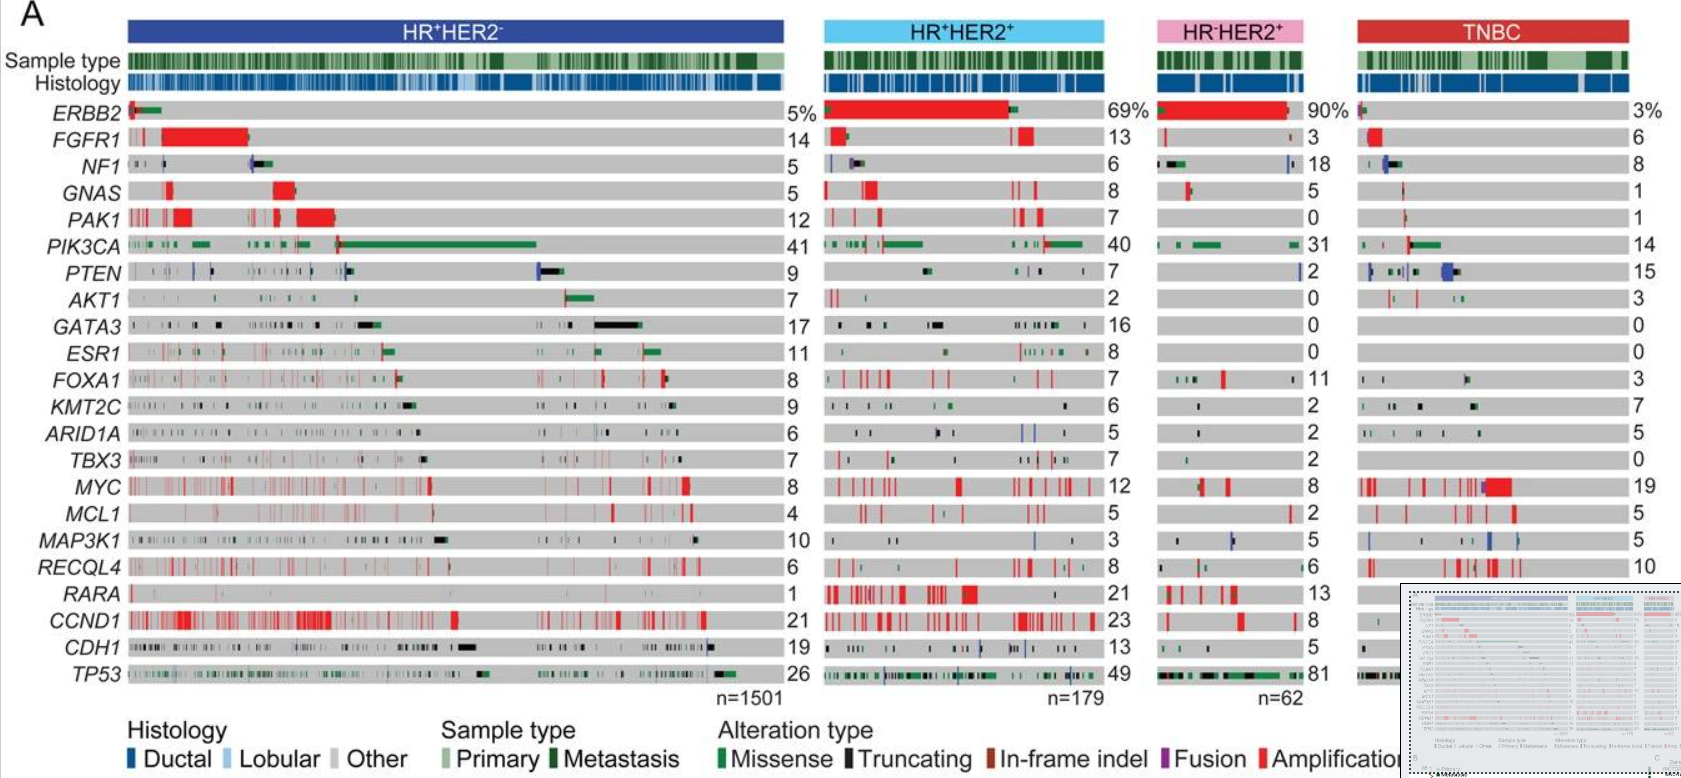 A
HR⁺HER2⁻ HR⁺HER2⁺ HR⁻HER2⁺ TNBC
Sample type
Histology
ERBB2 5% 69% 90% 3%
FGFR1 14 13 3 6
NF1 5 6 18 8
GNAS 5 8 5 1
PAK1 12 7 0 1
PIK3CA 41 40 31 14
PTEN 9 7 2 15
AKT1 7 2 0 3
GATA3 17 16 0 0
ESR1 11 8 0 0
FOXA1 8 7 11 3
KMT2C 9 6 2 7
ARID1A 6 5 2 5
TBX3 7 7 2 0
MYC 8 12 8 19
MCL1 4 5 2 5
MAP3K1 10 3 5 5
RECQL4 6 8 6 10
RARA 1 21 13
CCND1 21 23 8
CDH1 19 13 5
TP53 26 49 81
n=1501 n=179 n=62
Histology Sample type Alteration type
Ductal Lobular Other Primary Metastasis Missense Truncating In-frame indel Fusion Amplification